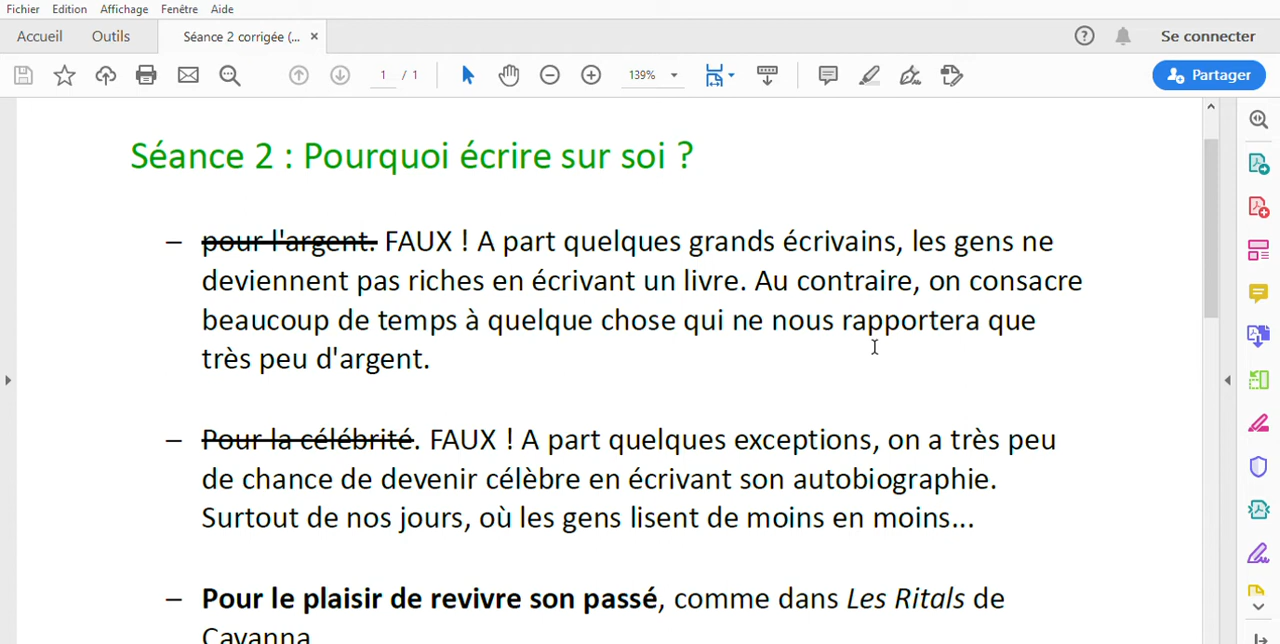 Fichier Edition Affichage Fenêtre Aide
Accueil Outils Séance 2 corrigée (... × Se connecter
1 / 1 139% Partager
Séance 2 : Pourquoi écrire sur soi ?
– pour l'argent. FAUX ! A part quelques grands écrivains, les gens ne
deviennent pas riches en écrivant un livre. Au contraire, on consacre
beaucoup de temps à quelque chose qui ne nous rapportera que
très peu d'argent.
– Pour la célébrité. FAUX ! A part quelques exceptions, on a très peu
de chance de devenir célèbre en écrivant son autobiographie.
Surtout de nos jours, où les gens lisent de moins en moins...
– Pour le plaisir de revivre son passé, comme dans Les Ritals de
Cavanna